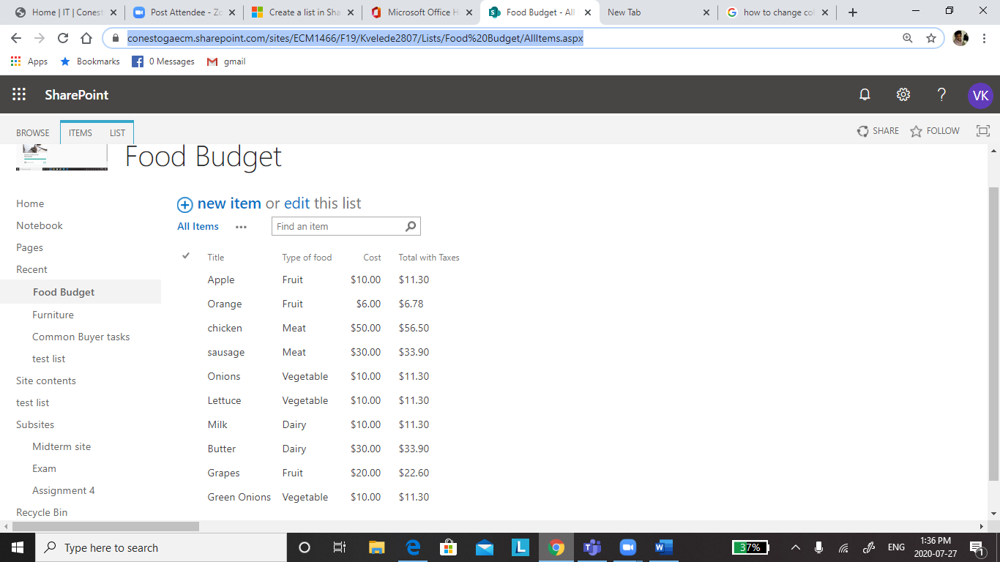 Home | IT | Conest
Post Attendee - Zo
Create a list in Sha
Microsoft Office H
Food Budget - All
New Tab
how to change col
conestogaecm.sharepoint.com/sites/ECM1466/F19/Kvelede2807/Lists/Food%20Budget/AllItems.aspx
Apps
Bookmarks
0 Messages
gmail
SharePoint
VK
BROWSE
ITEMS
LIST
SHARE
FOLLOW
Food Budget
Home
Notebook
Pages
Recent
Food Budget
Furniture
Common Buyer tasks
test list
Site contents
test list
Subsites
Midterm site
Exam
Assignment 4
Recycle Bin
new item or edit this list
All Items ... Find an item
Title Type of food Cost Total with Taxes
Apple Fruit $10.00 $11.30
Orange Fruit $6.00 $6.78
chicken Meat $50.00 $56.50
sausage Meat $30.00 $33.90
Onions Vegetable $10.00 $11.30
Lettuce Vegetable $10.00 $11.30
Milk Dairy $10.00 $11.30
Butter Dairy $30.00 $33.90
Grapes Fruit $20.00 $22.60
Green Onions Vegetable $10.00 $11.30
Type here to search
37%
ENG
1:36 PM
2020-07-27
1